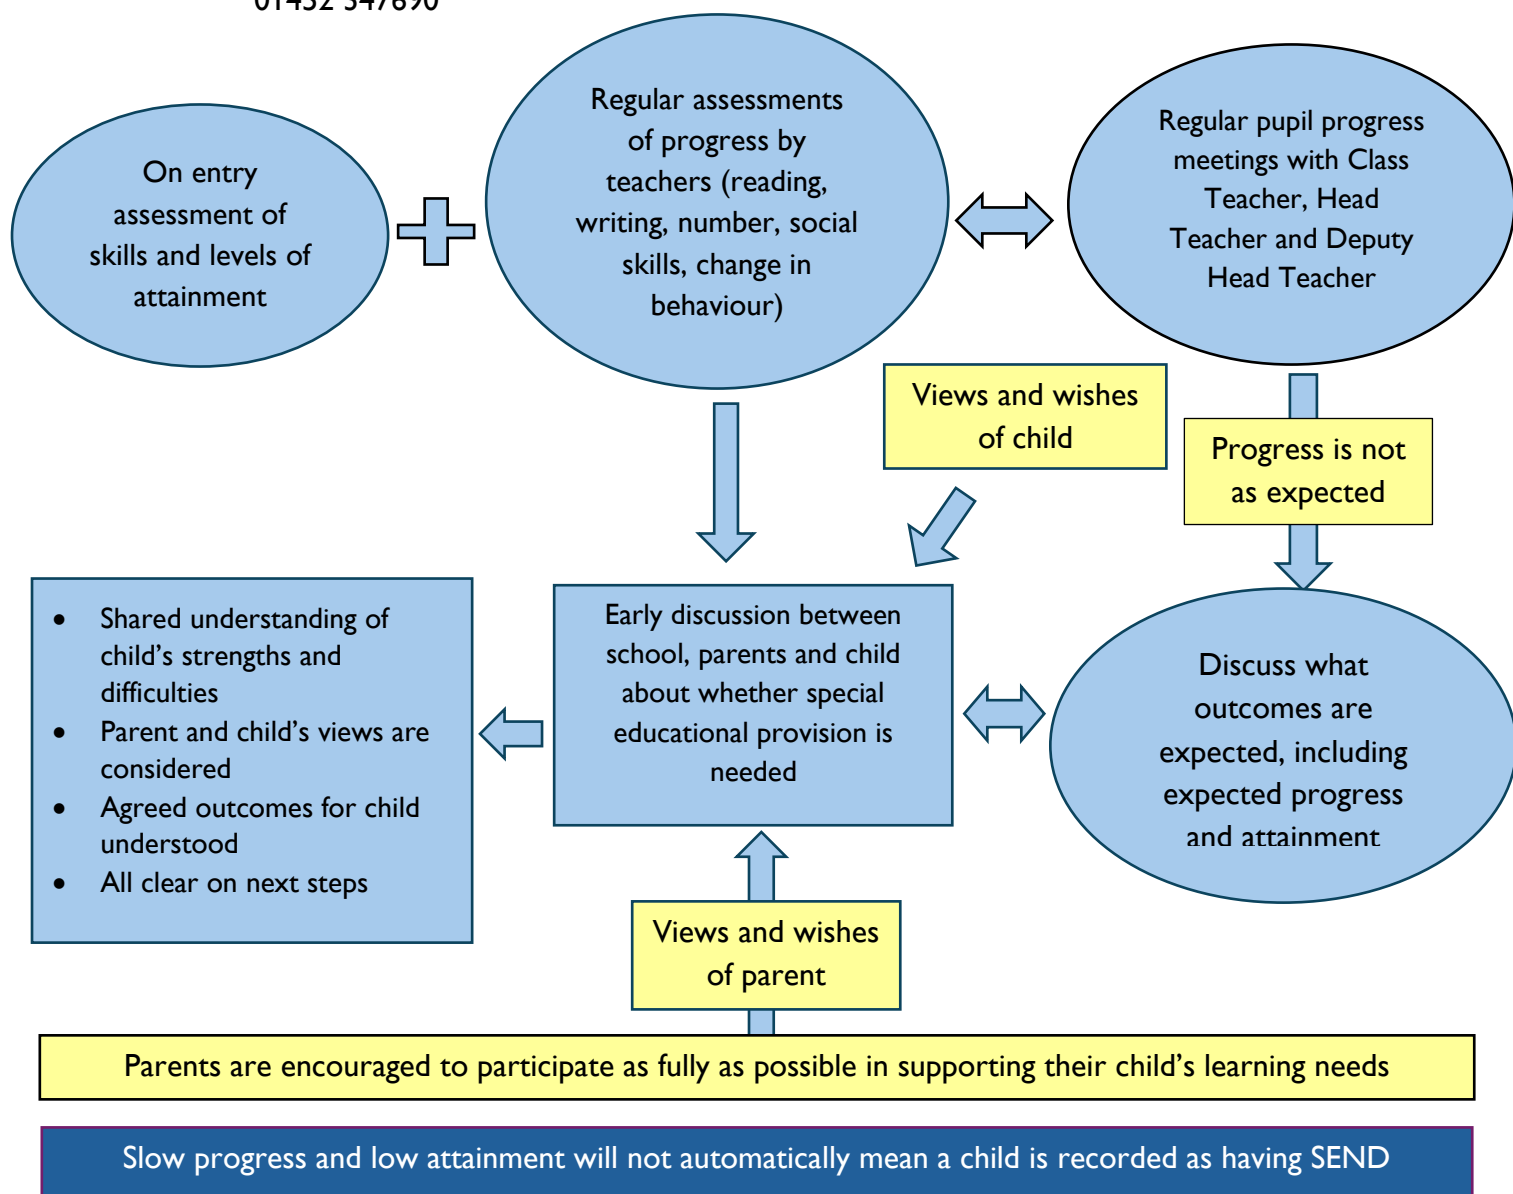 01432 347690
On entry
assessment of
skills and levels of
attainment
Regular assessments
of progress by
teachers (reading,
writing, number, social
skills, change in
behaviour)
Regular pupil progress
meetings with Class
Teacher, Head
Teacher and Deputy
Head Teacher
Views and wishes
of child
Progress is not
as expected
• Shared understanding of
child’s strengths and
difficulties
• Parent and child’s views are
considered
• Agreed outcomes for child
understood
• All clear on next steps
Early discussion between
school, parents and child
about whether special
educational provision is
needed
Discuss what
outcomes are
expected, including
expected progress
and attainment
Views and wishes
of parent
Parents are encouraged to participate as fully as possible in supporting their child’s learning needs
Slow progress and low attainment will not automatically mean a child is recorded as having SEND